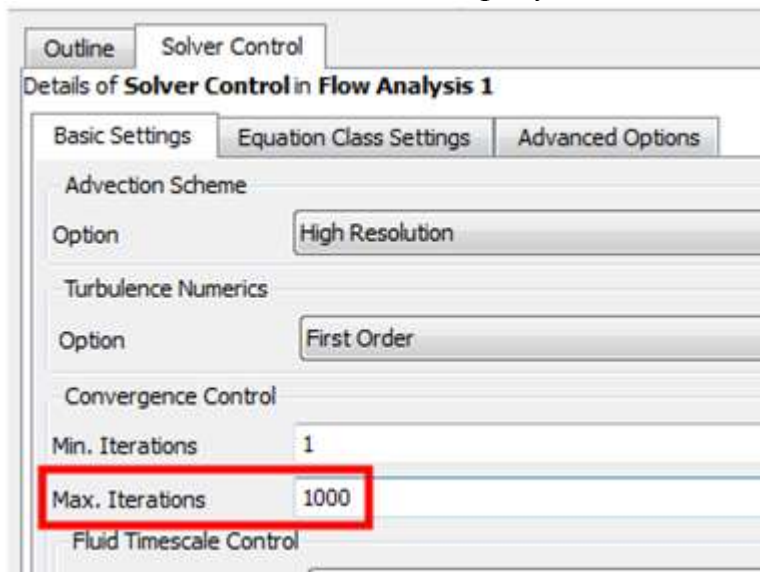 Outline Solver Control
Details of Solver Control in Flow Analysis 1
Basic Settings Equation Class Settings Advanced Options
Advection Scheme
Option High Resolution
Turbulence Numerics
Option First Order
Convergence Control
Min. Iterations 1
Max. Iterations 1000
Fluid Timescale Control